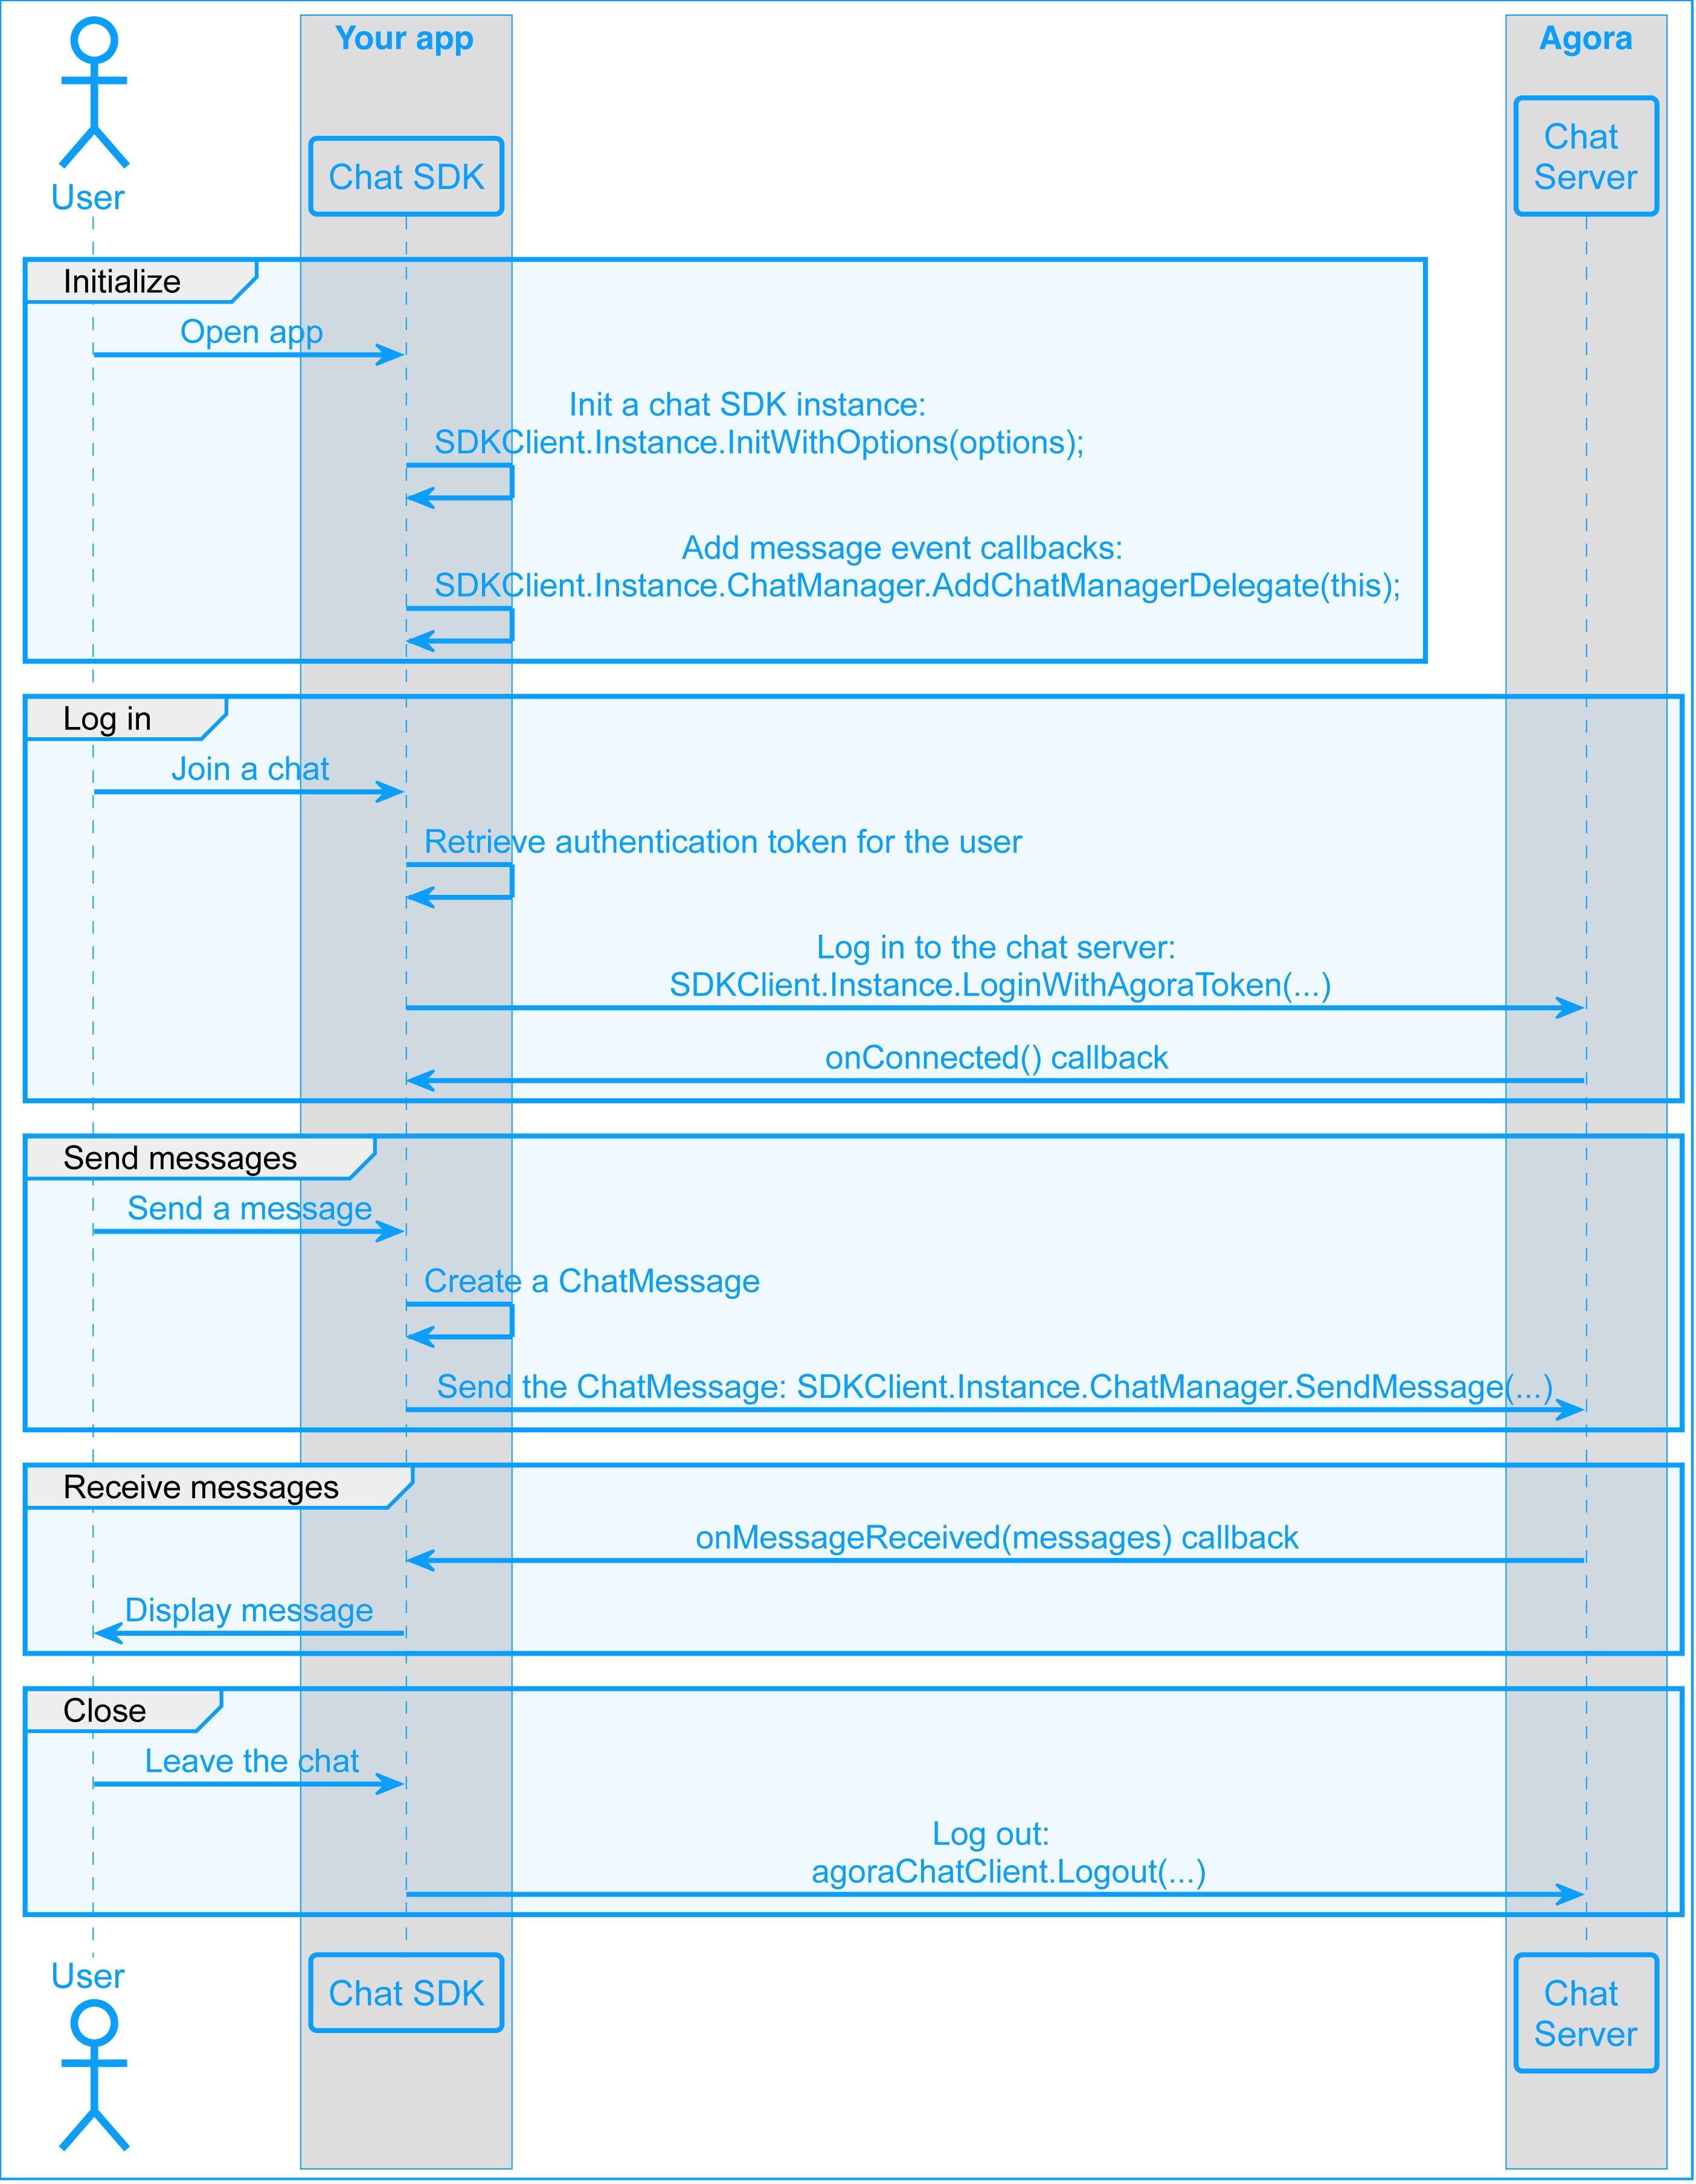 Your app
Agora
User
Chat SDK
Chat
Server
Initialize
Open app
Init a chat SDK instance:
SDKClient.Instance.InitWithOptions(options);
Add message event callbacks:
SDKClient.Instance.ChatManager.AddChatManagerDelegate(this);
Log in
Join a chat
Retrieve authentication token for the user
Log in to the chat server:
SDKClient.Instance.LoginWithAgoraToken(...)
onConnected() callback
Send messages
Send a message
Create a ChatMessage
Send the ChatMessage: SDKClient.Instance.ChatManager.SendMessage(...)
Receive messages
onMessageReceived(messages) callback
Display message
Close
Leave the chat
Log out:
agoraChatClient.Logout(...)
User
Chat SDK
Chat
Server